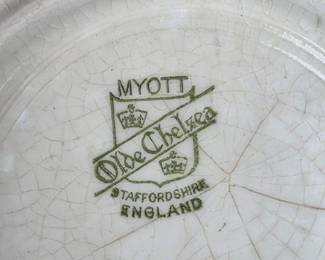 MYOTT
Olde Chelsea
STAFFORDSHIRE
ENGLAND